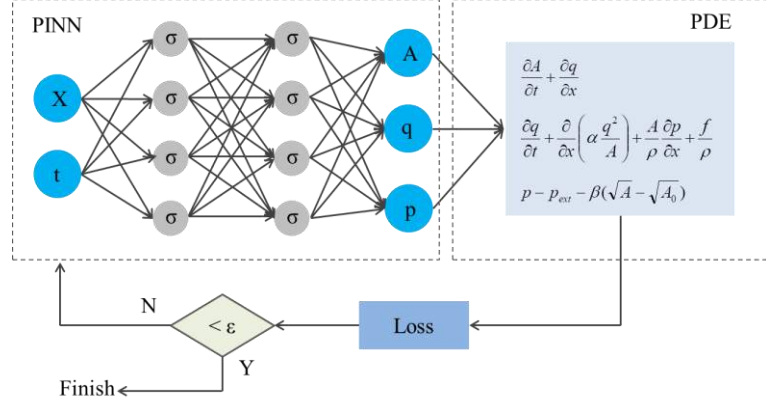 PINN
PDE
X
t
σ σ
σ σ
σ σ
σ σ
A
q
p
∂A/∂t + ∂q/∂x
∂q/∂t + ∂/∂x (α q²/A) + A/ρ ∂p/∂x + f/ρ
p − p_ext − β(√A − √A₀)
N
< ε
Loss
Y
Finish